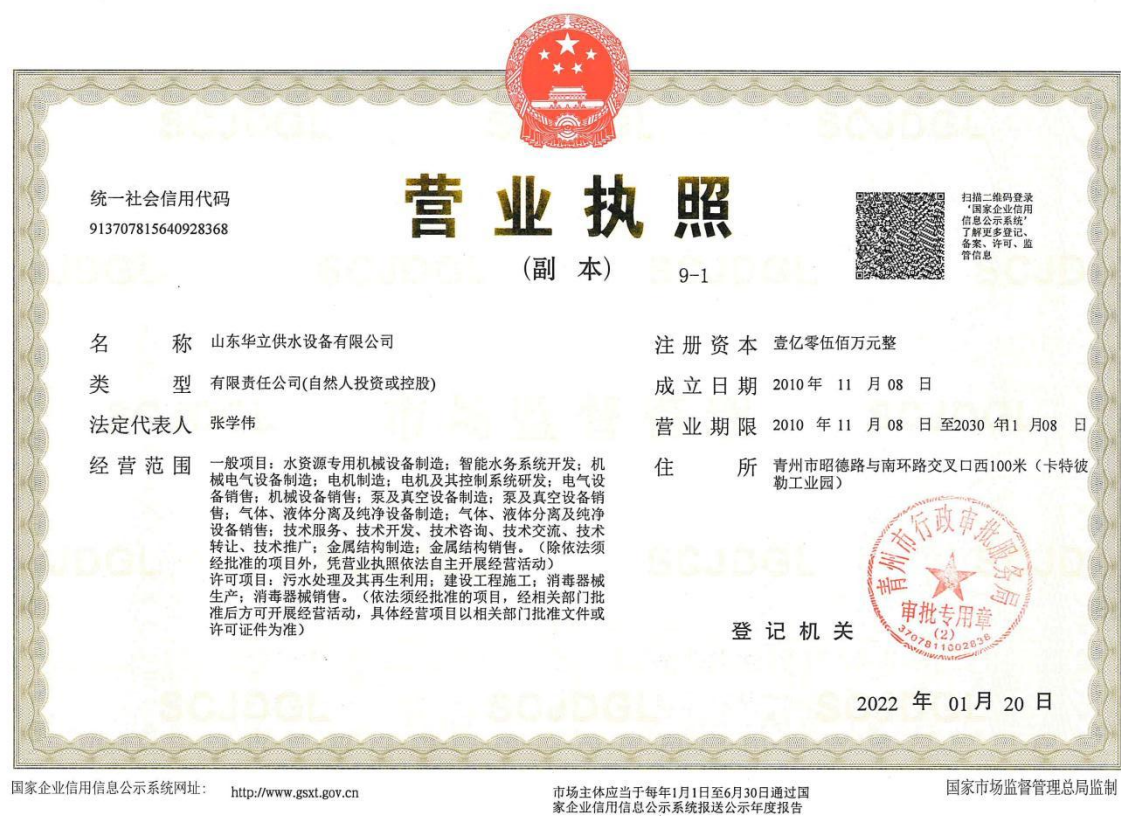 统一社会信用代码
913707815640928368
营业执照
(副 本)
9-1
扫描二维码登录
‘国家企业信用
信息公示系统’
了解更多登记、
备案、许可、监
管信息
名 称 山东华立供水设备有限公司
类 型 有限责任公司(自然人投资或控股)
法定代表人 张学伟
经营范围 一般项目：水资源专用机械设备制造；智能水务系统开发；机
械电气设备制造；电机制造；电机及其控制系统研发；电气设
备销售；机械设备销售；泵及真空设备制造；泵及真空设备销
售；气体、液体分离及纯净设备制造；气体、液体分离及纯净
设备销售；技术服务、技术开发、技术咨询、技术交流、技术
转让、技术推广；金属结构制造；金属结构销售。（除依法须
经批准的项目外，凭营业执照依法自主开展经营活动）
许可项目：污水处理及其再生利用；建设工程施工；消毒器械
生产；消毒器械销售。（依法须经批准的项目，经相关部门批
准后方可开展经营活动，具体经营项目以相关部门批准文件或
许可证件为准）
注册资本 壹亿零伍佰万元整
成立日期 2010年 11 月 08 日
营业期限 2010 年 11 月 08 日 至2030 年11 月08 日
住 所 青州市昭德路与南环路交叉口西100米（卡特彼
勒工业园）
青州市行政审批服务局
审批专用章
(2)
3707811002838
登记机关
2022 年 01月 20 日
国家企业信用信息公示系统网址： http://www.gsxt.gov.cn
市场主体应当于每年1月1日至6月30日通过国
家企业信用信息公示系统报送公示年度报告
国家市场监督管理总局监制